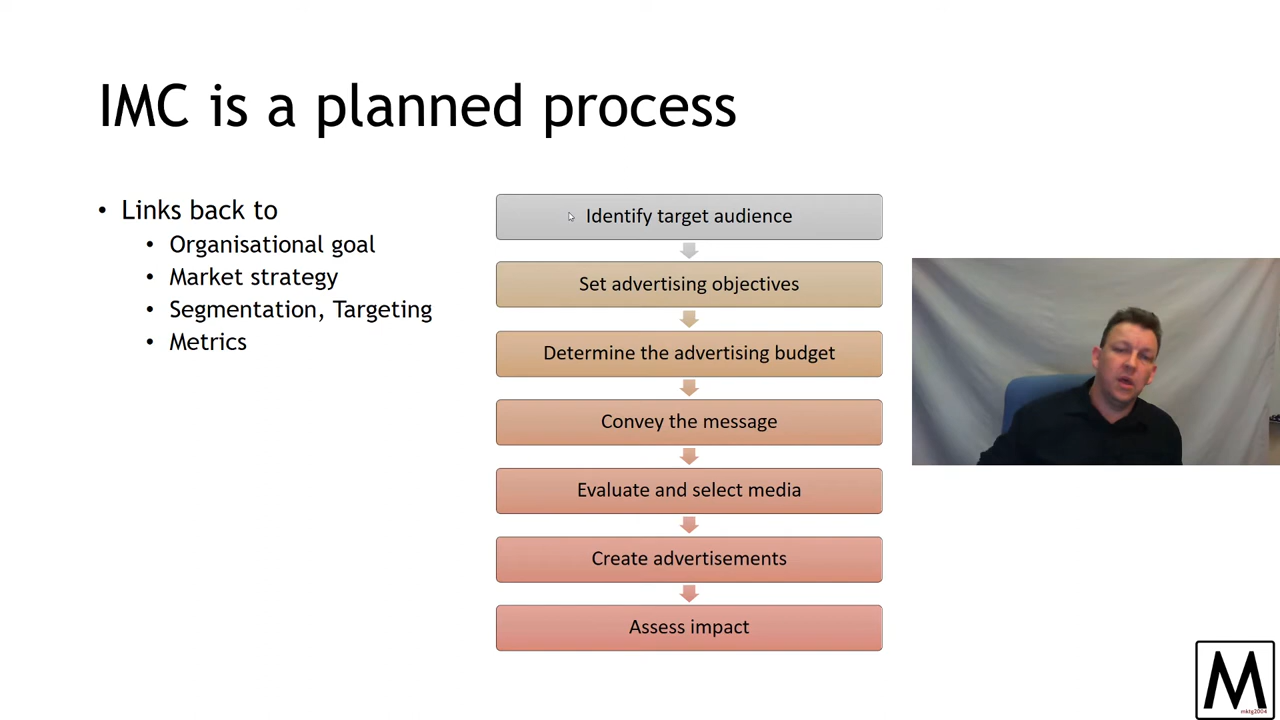 IMC is a planned process
• Links back to
• Organisational goal
• Market strategy
• Segmentation, Targeting
• Metrics
Identify target audience
Set advertising objectives
Determine the advertising budget
Convey the message
Evaluate and select media
Create advertisements
Assess impact
M
mktg2004